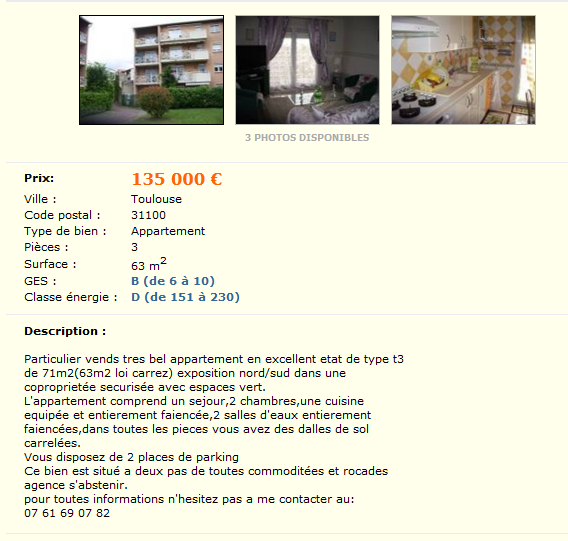 3 PHOTOS DISPONIBLES
Prix: 135 000 €
Ville : Toulouse
Code postal : 31100
Type de bien : Appartement
Pièces : 3
Surface : 63 m2
GES : B (de 6 à 10)
Classe énergie : D (de 151 à 230)
Description :
Particulier vends tres bel appartement en excellent etat de type t3
de 71m2(63m2 loi carrez) exposition nord/sud dans une
coproprietée securisée avec espaces vert.
L'appartement comprend un sejour,2 chambres,une cuisine
equipée et entierement faiencée,2 salles d'eaux entierement
faiencées,dans toutes les pieces vous avez des dalles de sol
carrelées.
Vous disposez de 2 places de parking
Ce bien est situé a deux pas de toutes commoditées et rocades
agence s'abstenir.
pour toutes informations n'hesitez pas a me contacter au:
07 61 69 07 82